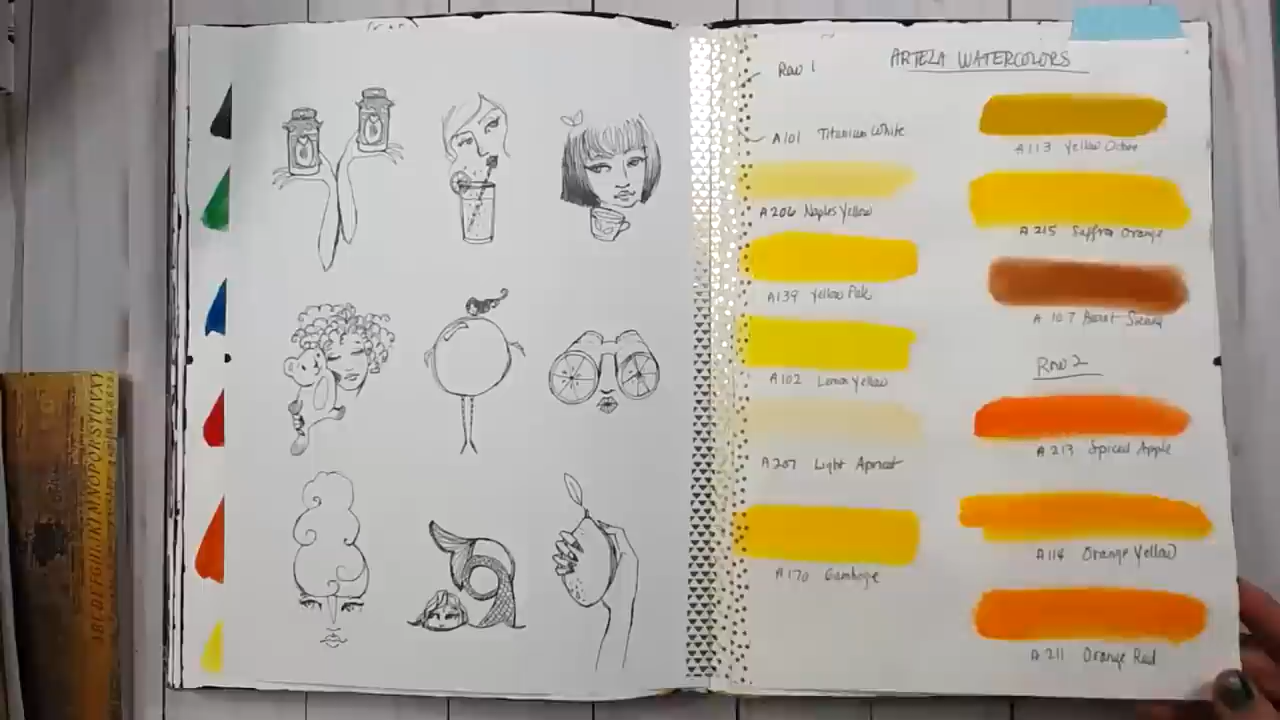 ARTEZA WATERCOLORS
Row 1
A101 Titanium White
A206 Naples Yellow
A139 Yellow Pale
A102 Lemon Yellow
A207 Light Apricot
A170 Gamboge
A113 Yellow Ochre
A215 Saffron Orange
A 107 Burnt Sienna
Row 2
A213 Spiced Apple
A114 Orange Yellow
A211 Orange Red
ABCDEFGHIJKLMNOPQRSTUVXY